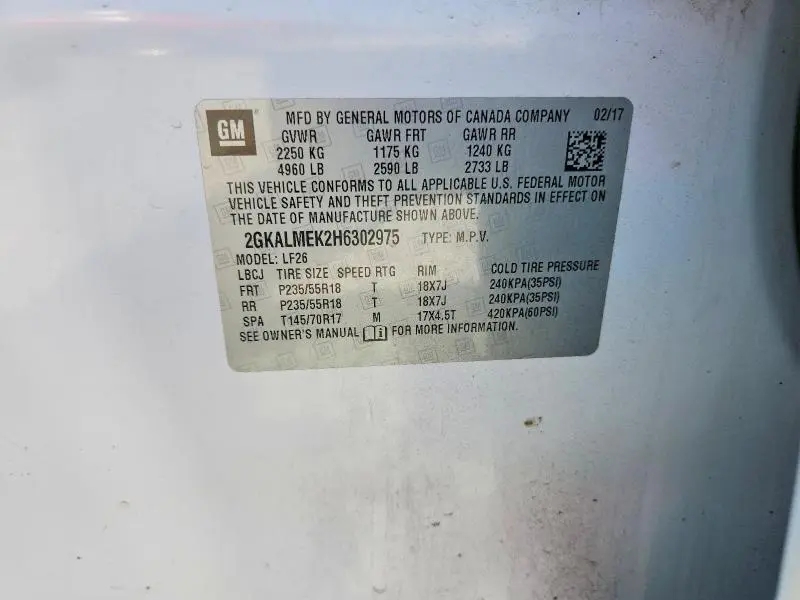 GM MFD BY GENERAL MOTORS OF CANADA COMPANY 02/17
GVWR GAWR FRT GAWR RR
2250 KG 1175 KG 1240 KG
4960 LB 2590 LB 2733 LB
THIS VEHICLE CONFORMS TO ALL APPLICABLE U.S. FEDERAL MOTOR
VEHICLE SAFETY AND THEFT PREVENTION STANDARDS IN EFFECT ON
THE DATE OF MANUFACTURE SHOWN ABOVE.
2GKALMEK2H6302975 TYPE: M.P.V.
MODEL: LF26
LBCJ TIRE SIZE SPEED RTG RIM COLD TIRE PRESSURE
FRT P235/55R18 T 18X7J 240KPA(35PSI)
RR P235/55R18 T 18X7J 240KPA(35PSI)
SPA T145/70R17 M 17X4.5T 420KPA(60PSI)
SEE OWNER'S MANUAL FOR MORE INFORMATION.